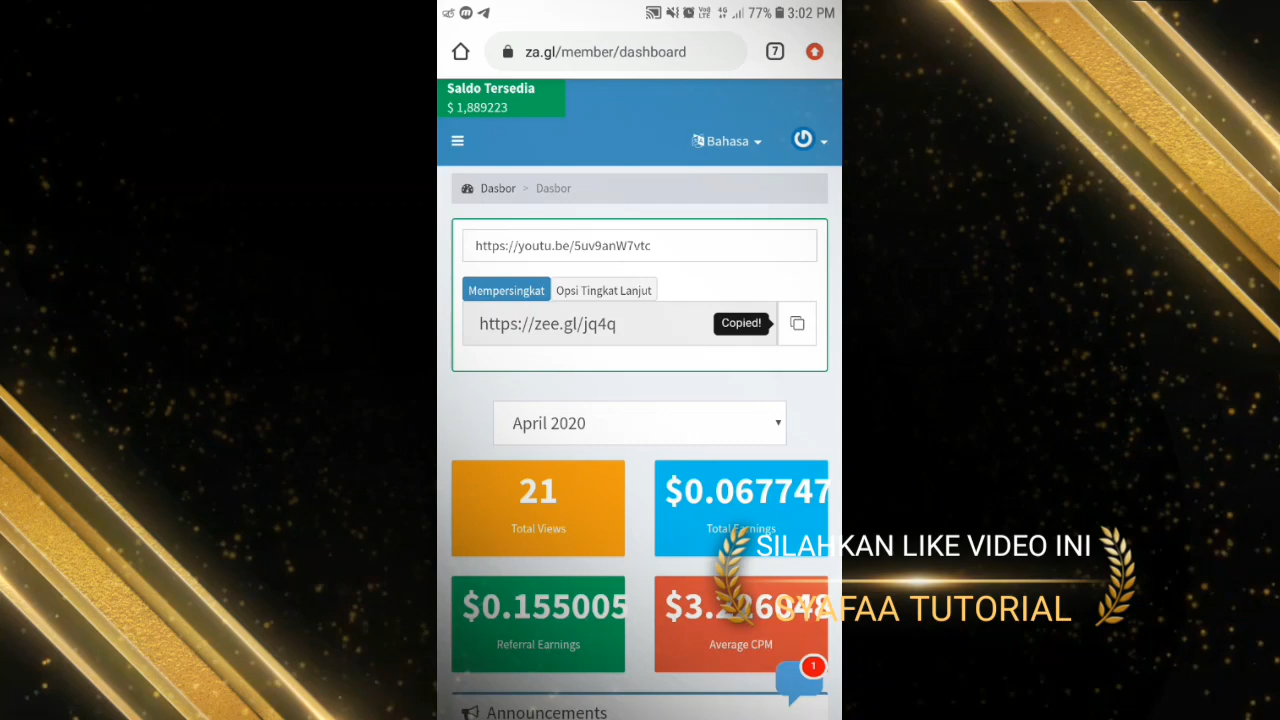 77% 3:02 PM
za.gl/member/dashboard
7
Saldo Tersedia
$ 1,889223
Bahasa
Dasbor > Dasbor
https://youtu.be/5uv9anW7vtc
Mempersingkat Opsi Tingkat Lanjut
https://zee.gl/jq4q Copied!
April 2020
21
Total Views
$0.067747
Total Earnings
SILAHKAN LIKE VIDEO INI
$0.155005
Referral Earnings
SYAFAA TUTORIAL
Average CPM
1
Announcements